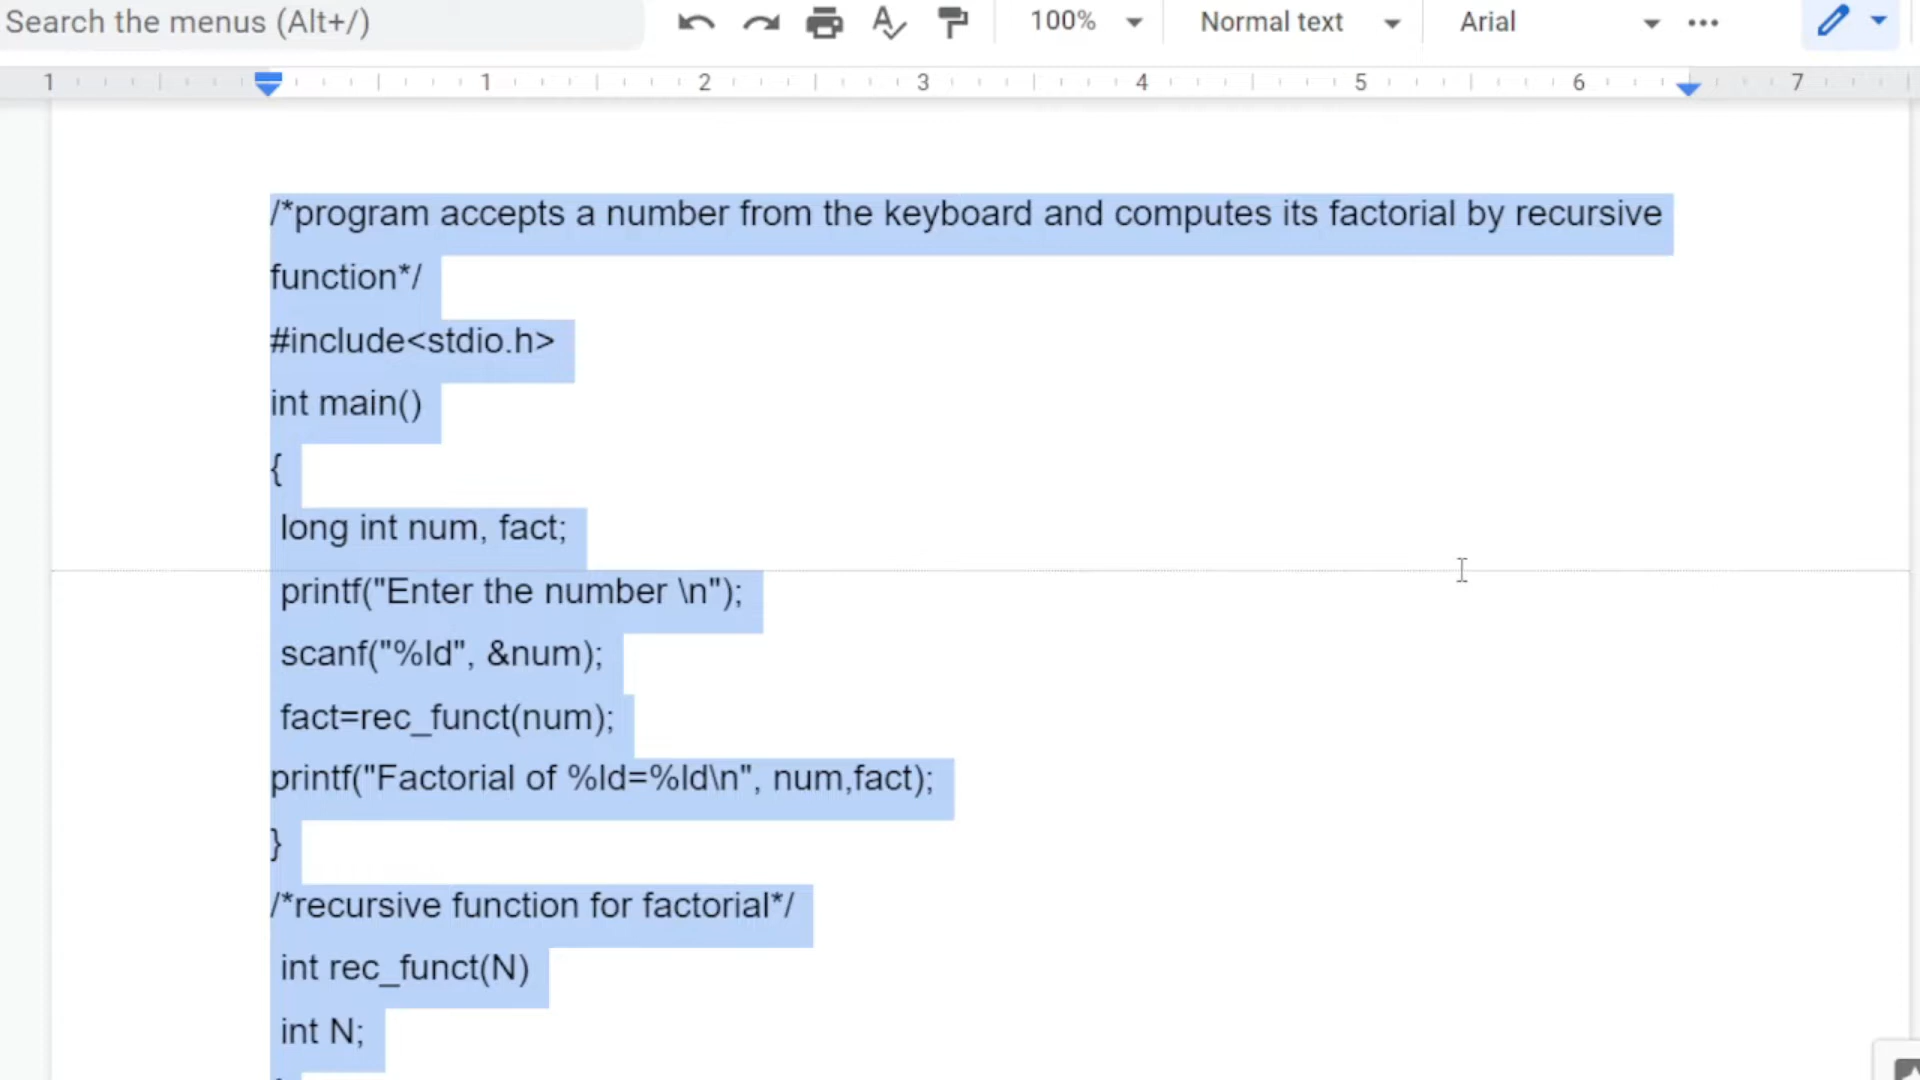 Search the menus (Alt+/)
100%
Normal text
Arial
1 1 2 3 4 5 6 7
/*program accepts a number from the keyboard and computes its factorial by recursive
function*/
#include<stdio.h>
int main()
{
long int num, fact;
printf("Enter the number \n");
scanf("%ld", &num);
fact=rec_funct(num);
printf("Factorial of %ld=%ld\n", num,fact);
}
/*recursive function for factorial*/
int rec_funct(N)
int N;